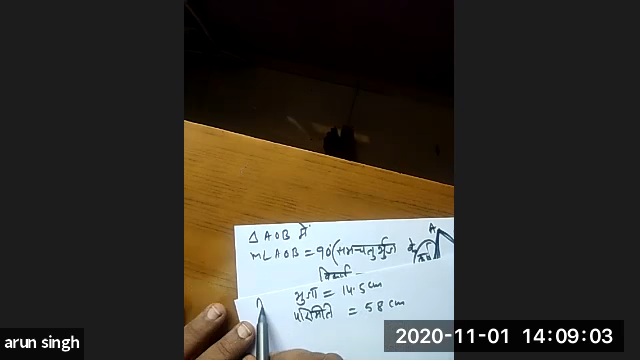 Δ AOB में
m∠AOB = 90° (समचतुर्भुज के
भुजा = 14.5 cm
परिमिति = 58 cm
A
arun singh
2020-11-01 14:09:03